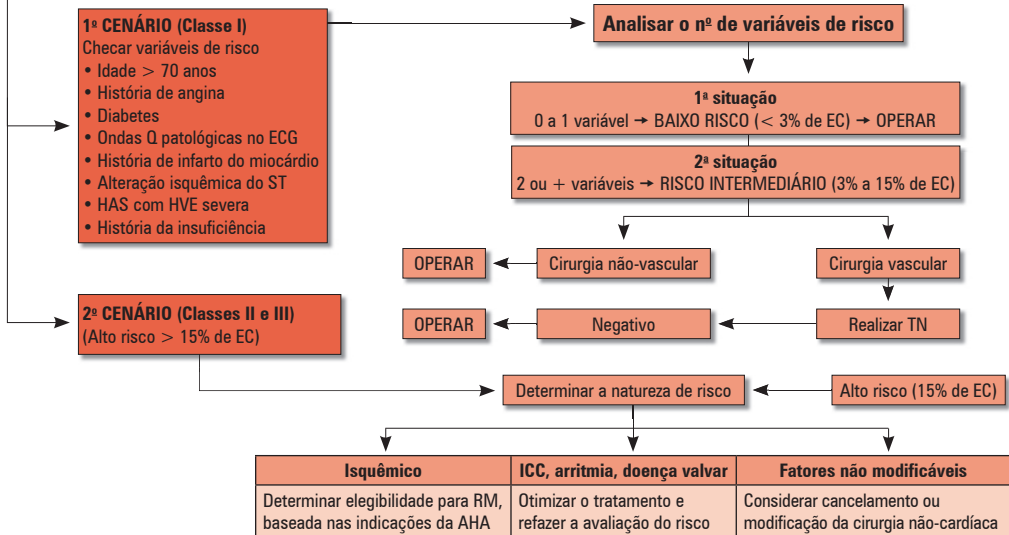 1º CENÁRIO (Classe I)
Checar variáveis de risco
• Idade > 70 anos
• História de angina
• Diabetes
• Ondas Q patológicas no ECG
• História de infarto do miocárdio
• Alteração isquêmica do ST
• HAS com HVE severa
• História da insuficiência
Analisar o nº de variáveis de risco
1ª situação
0 a 1 variável → BAIXO RISCO (< 3% de EC) → OPERAR
2ª situação
2 ou + variáveis → RISCO INTERMEDIÁRIO (3% a 15% de EC)
OPERAR
Cirurgia não-vascular
Cirurgia vascular
2º CENÁRIO (Classes II e III)
(Alto risco > 15% de EC)
OPERAR
Negativo
Realizar TN
Determinar a natureza de risco
Alto risco (15% de EC)
Isquêmico
Determinar elegibilidade para RM,
baseada nas indicações da AHA
ICC, arritmia, doença valvar
Otimizar o tratamento e
refazer a avaliação do risco
Fatores não modificáveis
Considerar cancelamento ou
modificação da cirurgia não-cardíaca